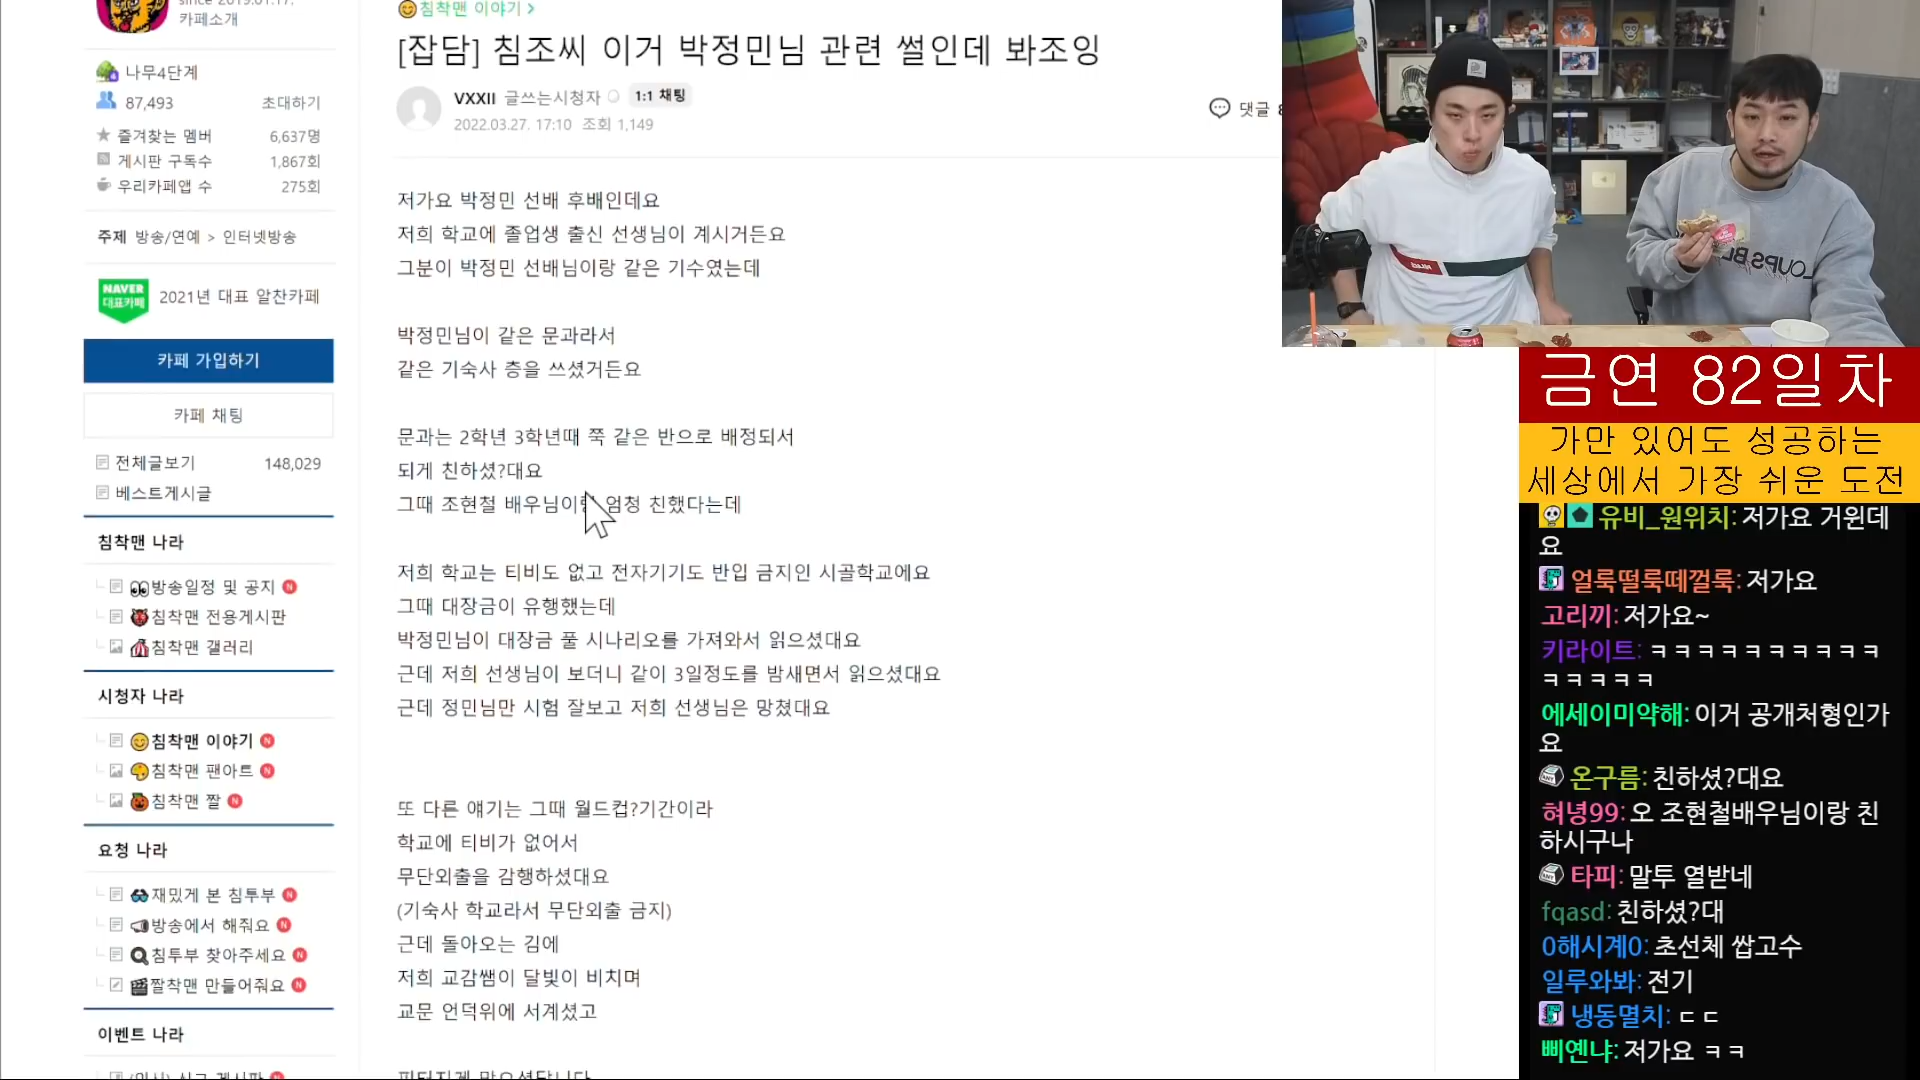 since 2019.01.17.
카페소개
나무4단계
87,493 초대하기
즐겨찾는 멤버 6,637명
게시판 구독수 1,867회
우리카페앱 수 275회
주제 방송/연예 > 인터넷방송
NAVER
대표카페
2021년 대표 알찬카페
카페 가입하기
카페 채팅
전체글보기 148,029
베스트게시글
침착맨 나라
방송일정 및 공지 N
침착맨 전용게시판
침착맨 갤러리
시청자 나라
침착맨 이야기 N
침착맨 팬아트 N
침착맨 짤 N
요청 나라
재밌게 본 침투부 N
방송에서 해줘요 N
침투부 찾아주세요 N
짤착맨 만들어줘요 N
이벤트 나라
침착맨 이야기 >
[잡담] 침조씨 이거 박정민님 관련 썰인데 봐조잉
VXXII 글쓰는시청자 1:1 채팅
2022.03.27. 17:10 조회 1,149
댓글
저가요 박정민 선배 후배인데요
저희 학교에 졸업생 출신 선생님이 계시거든요
그분이 박정민 선배님이랑 같은 기수였는데
박정민님이 같은 문과라서
같은 기숙사 층을 쓰셨거든요
문과는 2학년 3학년때 쭉 같은 반으로 배정되서
되게 친하셨?대요
그때 조현철 배우님이랑 엄청 친했다는데
저희 학교는 티비도 없고 전자기기도 반입 금지인 시골학교에요
그때 대장금이 유행했는데
박정민님이 대장금 풀 시나리오를 가져와서 읽으셨대요
근데 저희 선생님이 보더니 같이 3일정도를 밤새면서 읽으셨대요
근데 정민님만 시험 잘보고 저희 선생님은 망쳤대요
또 다른 얘기는 그때 월드컵?기간이라
학교에 티비가 없어서
무단외출을 감행하셨대요
(기숙사 학교라서 무단외출 금지)
근데 돌아오는 김에
저희 교감쌤이 달빛이 비치며
교문 언덕위에 서계셨고
금연 82일차
가만 있어도 성공하는
세상에서 가장 쉬운 도전
유비_원위치: 저가요 거윈데
요
얼룩떨룩떼껄룩: 저가요
고리끼: 저가요~
키라이트: ㅋㅋㅋㅋㅋㅋㅋㅋㅋㅋ
ㅋㅋㅋㅋㅋ
에세이미약해: 이거 공개처형인가
요
온구름: 친하셨?대요
혀녕99: 오 조현철배우님이랑 친
하시구나
타피: 말투 열받네
fqasd: 친하셨?대
0해시계0: 초선체 쌉고수
일루와봐: 전기
냉동멸치: ㄷㄷ
삐옌냐: 저가요 ㅋㅋ